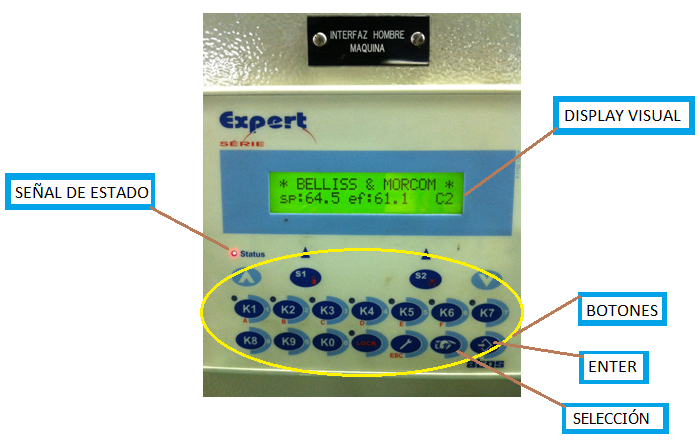 INTERFAZ HOMBRE
MAQUINA
Expert
SÉRIE
DISPLAY VISUAL
* BELLISS & MORCOM *
sp:64.5 ef:61.1 C2
SEÑAL DE ESTADO
Status
S1 S2
K1 K2 K3 K4 K5 K6 K7
A B C D E F
K8 K9 K0 LOCK
ESC
BOTONES
ENTER
SELECCIÓN